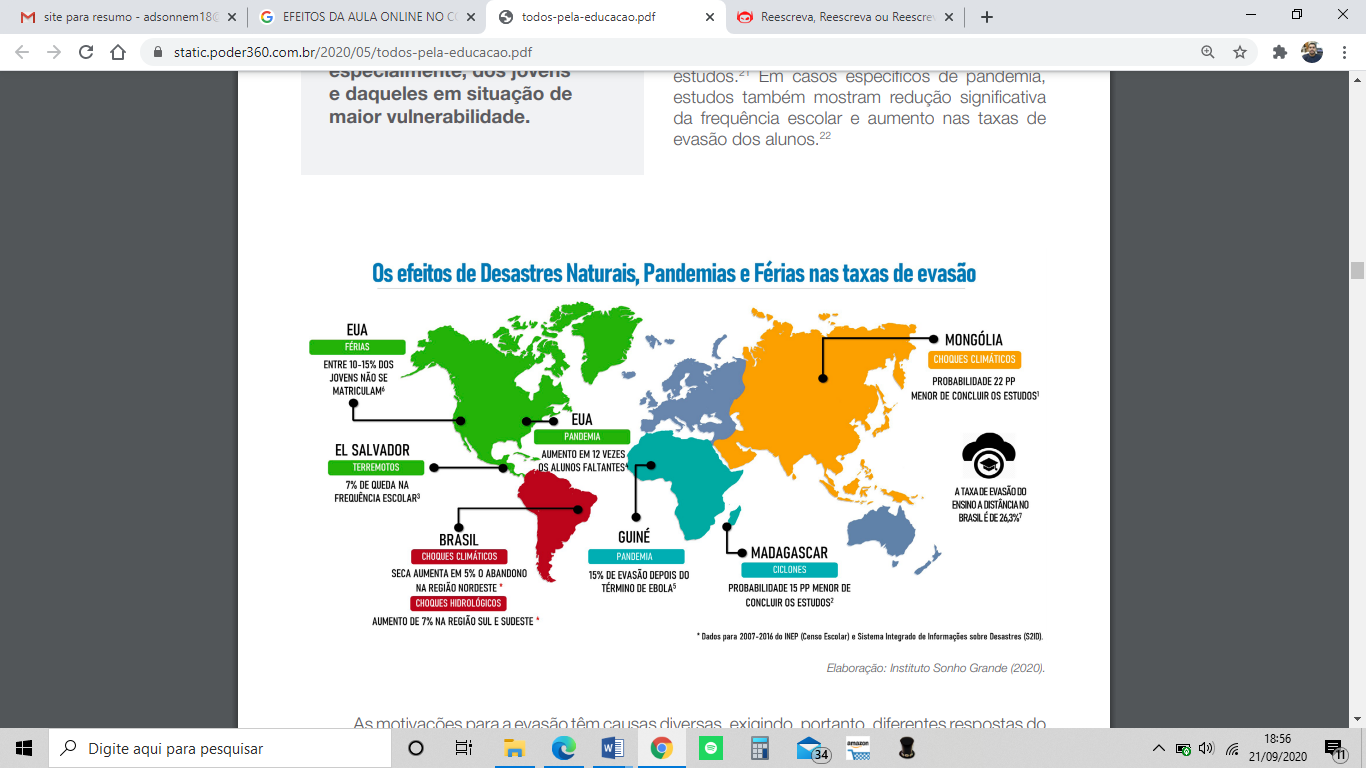 site para resumo - adsonnem18@
EFEITOS DA AULA ONLINE NO CO
todos-pela-educacao.pdf
Reescreva, Reescreva ou Reescrev
static.poder360.com.br/2020/05/todos-pela-educacao.pdf
especialmente, dos jovens
e daqueles em situação de
maior vulnerabilidade.
estudos.21 Em casos específicos de pandemia,
estudos também mostram redução significativa
da frequência escolar e aumento nas taxas de
evasão dos alunos.22
Os efeitos de Desastres Naturais, Pandemias e Férias nas taxas de evasão
EUA
FÉRIAS
ENTRE 10-15% DOS
JOVENS NÃO SE
MATRICULAM6
EUA
PANDEMIA
AUMENTO EM 12 VEZES
OS ALUNOS FALTANTES4
EL SALVADOR
TERREMOTOS
7% DE QUEDA NA
FREQUÊNCIA ESCOLAR3
BRASIL
CHOQUES CLIMÁTICOS
SECA AUMENTA EM 5% O ABANDONO
NA REGIÃO NORDESTE *
CHOQUES HIDROLÓGICOS
AUMENTO DE 7% NA REGIÃO SUL E SUDESTE *
GUINÉ
PANDEMIA
15% DE EVASÃO DEPOIS DO
TÉRMINO DE EBOLA5
MADAGASCAR
CICLONES
PROBABILIDADE 15 PP MENOR DE
CONCLUIR OS ESTUDOS2
MONGÓLIA
CHOQUES CLIMÁTICOS
PROBABILIDADE 22 PP
MENOR DE CONCLUIR OS ESTUDOS1
A TAXA DE EVASÃO DO
ENSINO A DISTÂNCIA NO
BRASIL É DE 26,3%7
* Dados para 2007-2016 do INEP (Censo Escolar) e Sistema Integrado de Informações sobre Desastres (S2ID).
Elaboração: Instituto Sonho Grande (2020).
As motivações para a evasão têm causas diversas, exigindo, portanto, diferentes respostas do
Digite aqui para pesquisar
34
amazon
18:56
21/09/2020
11